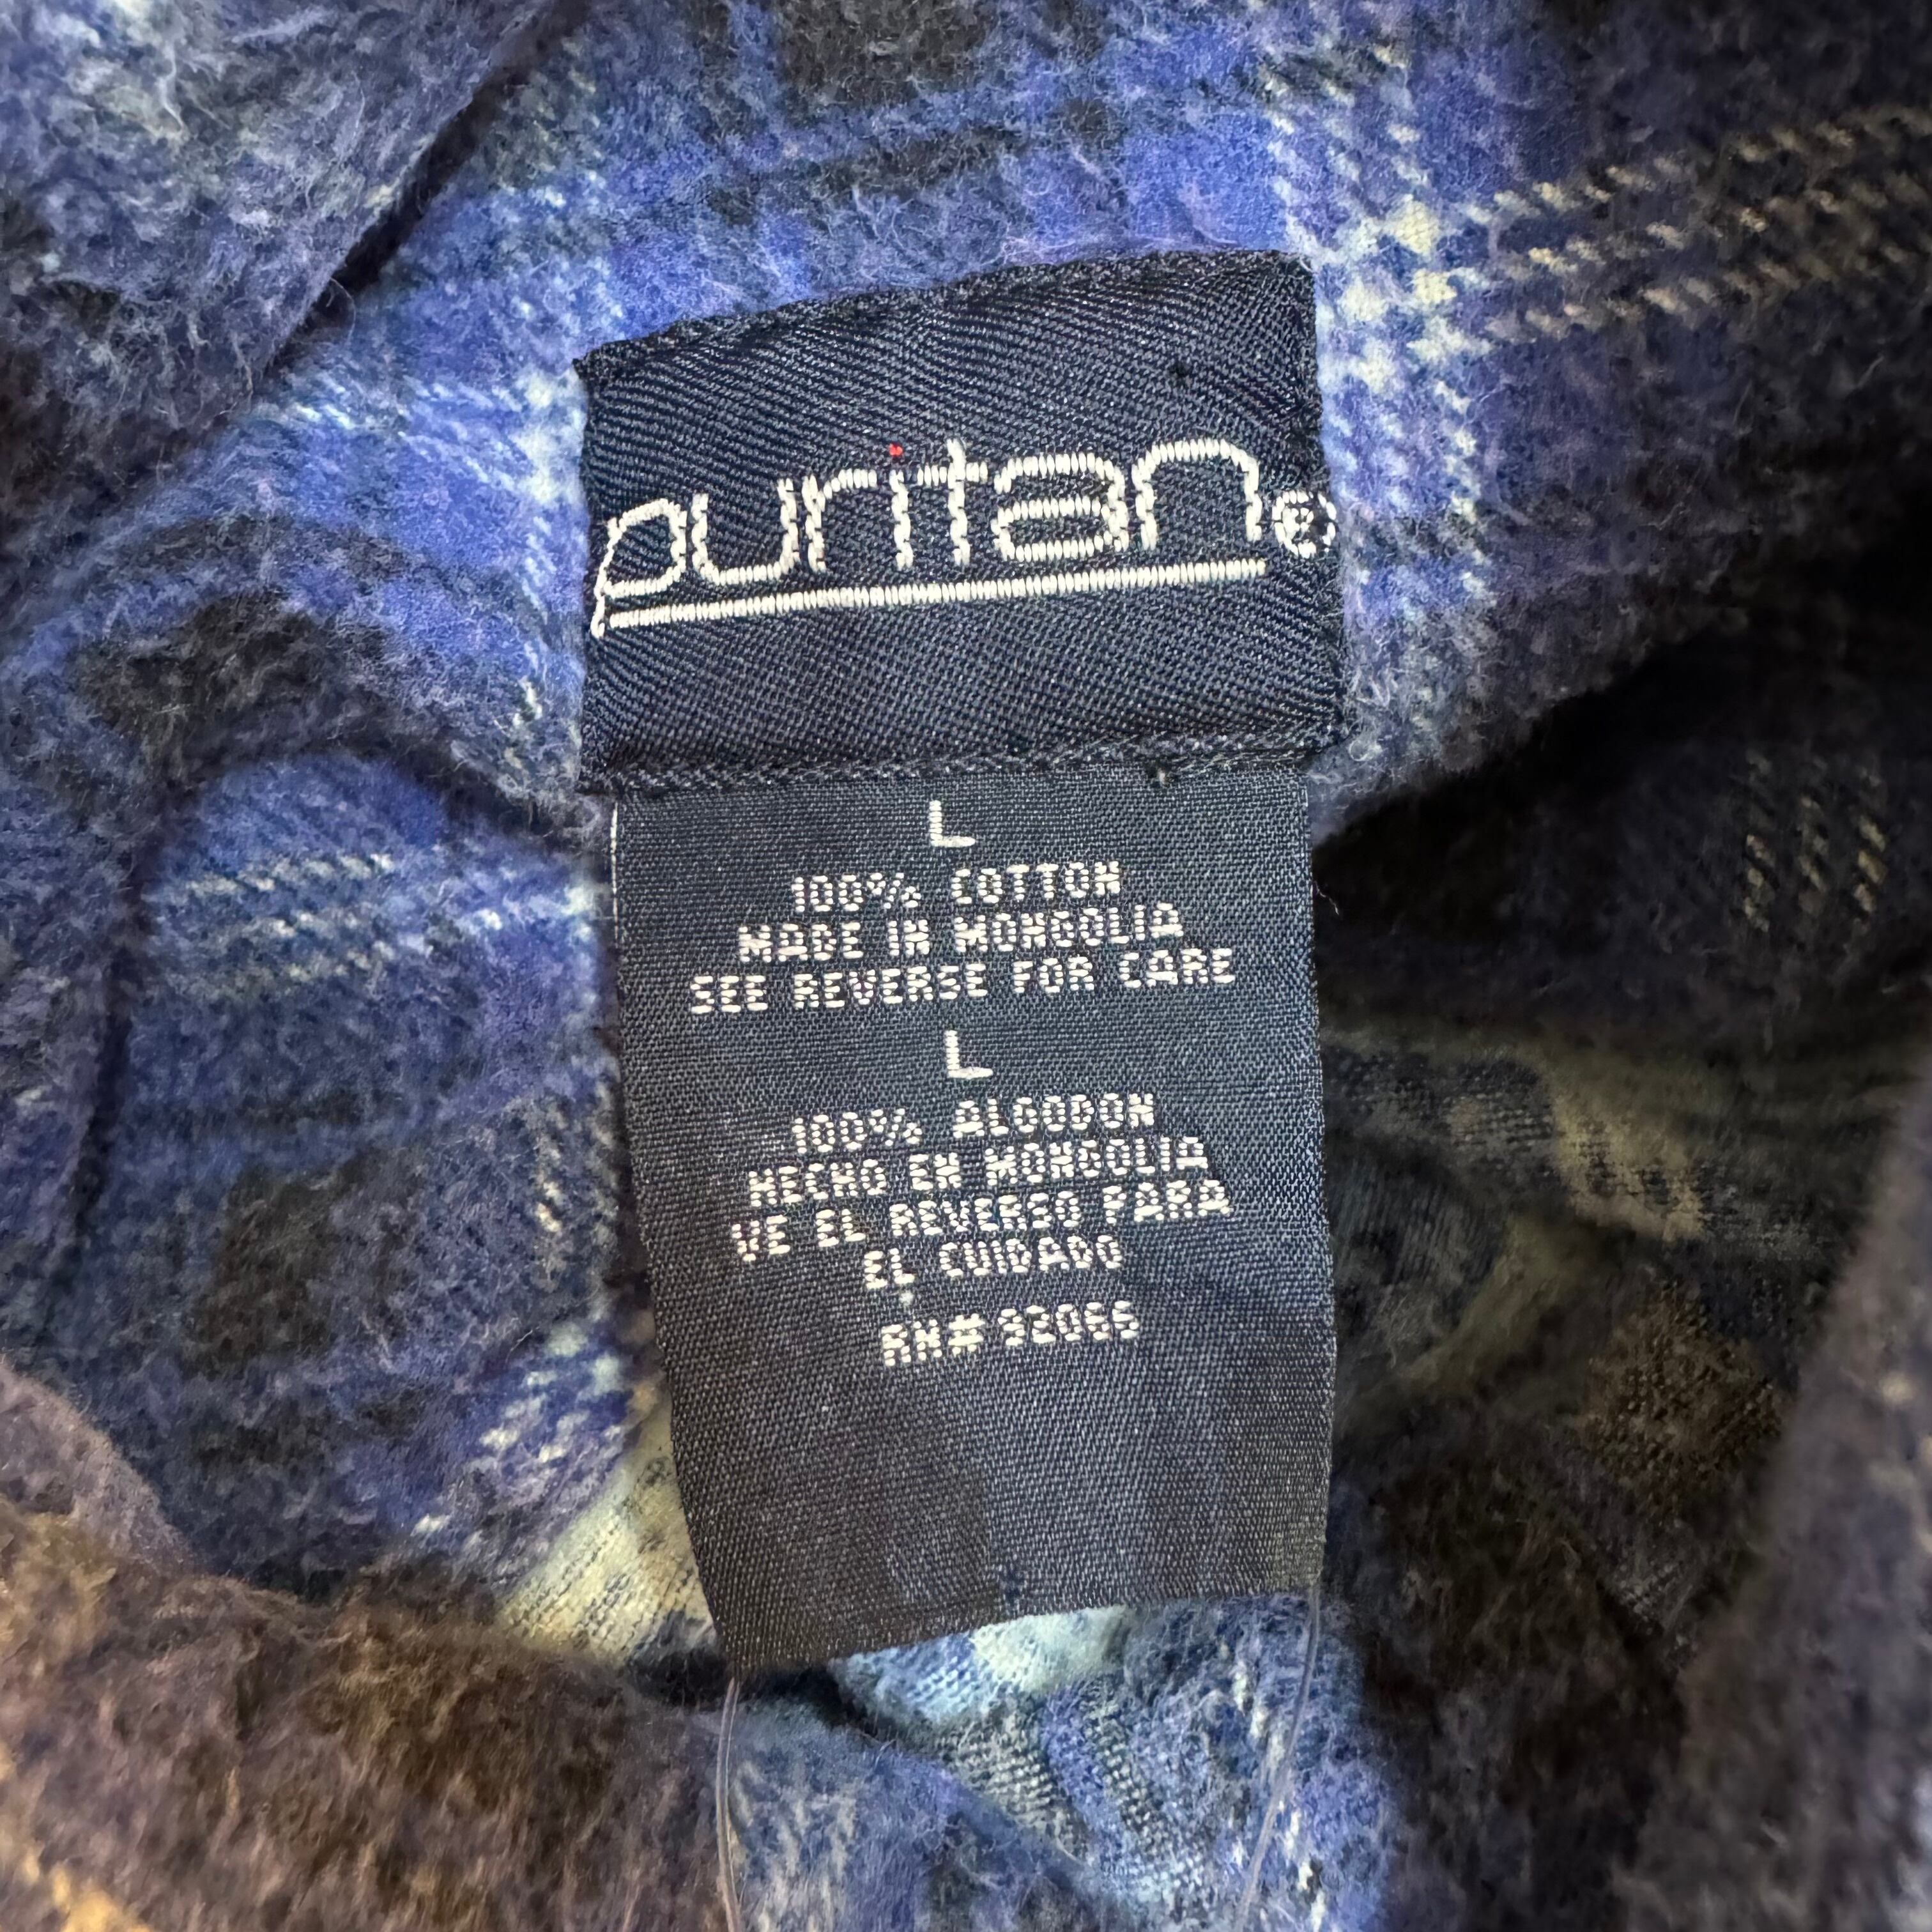 puritan®
L
100% COTTON
MADE IN MONGOLIA
SEE REVERSE FOR CARE
L
100% ALGODON
HECHO EN MONGOLIA
VE EL REVERSO PARA
EL CUIDADO
RN# 52066